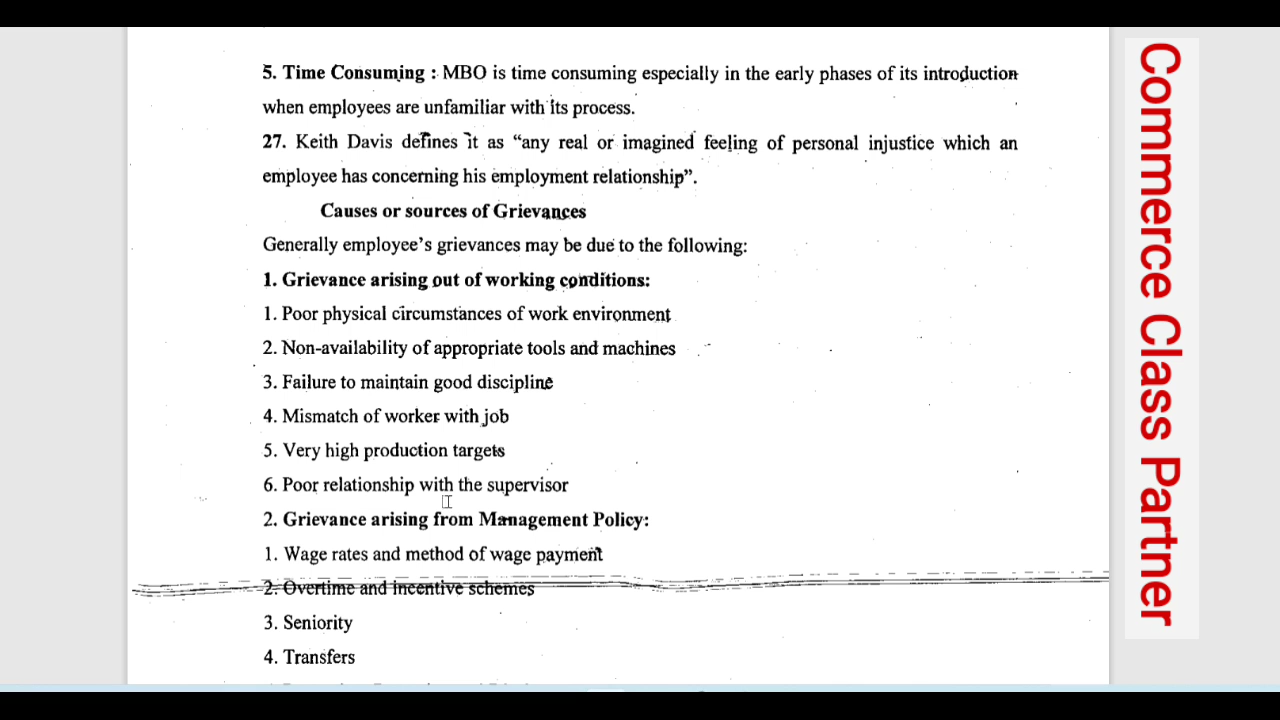 5. Time Consuming : MBO is time consuming especially in the early phases of its introduction
when employees are unfamiliar with its process.
27. Keith Davis defines it as “any real or imagined feeling of personal injustice which an
employee has concerning his employment relationship”.
Causes or sources of Grievances
Generally employee’s grievances may be due to the following:
1. Grievance arising out of working conditions:
1. Poor physical circumstances of work environment
2. Non-availability of appropriate tools and machines
3. Failure to maintain good discipline
4. Mismatch of worker with job
5. Very high production targets
6. Poor relationship with the supervisor
2. Grievance arising from Management Policy:
1. Wage rates and method of wage payment
2. Overtime and incentive schemes
3. Seniority
4. Transfers
Commerce Class Partner